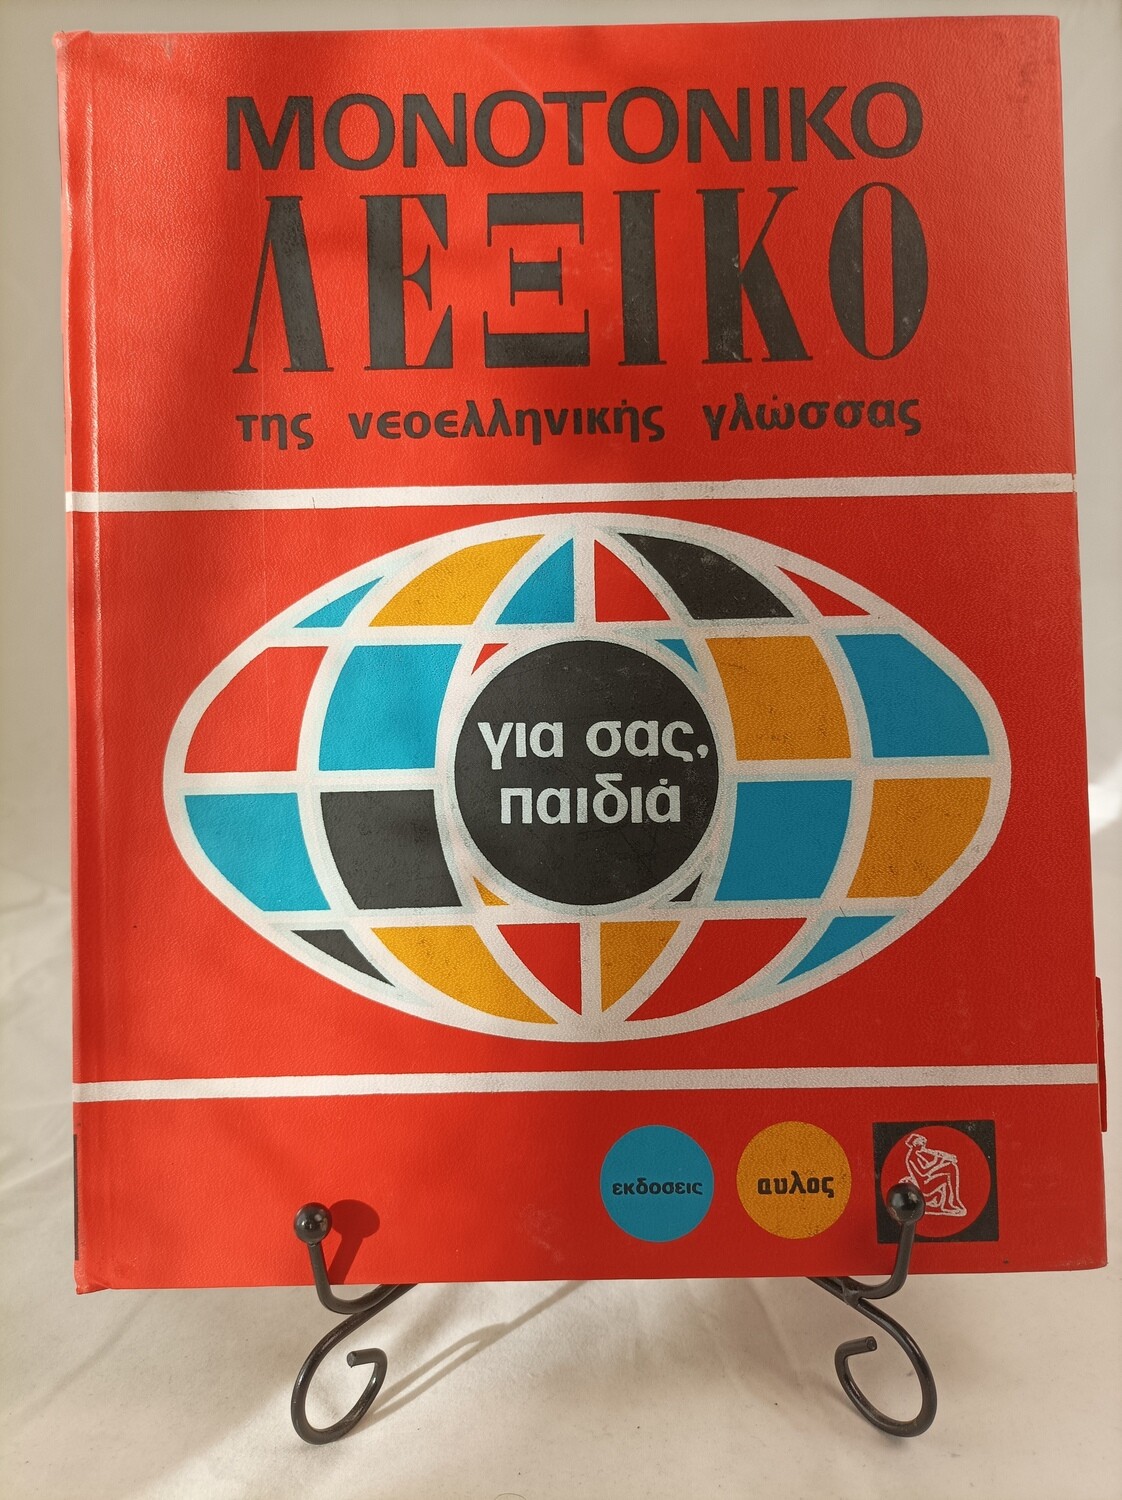 ΜΟΝΟΤΟΝΙΚΟ
ΛΕΞΙΚΟ
της νεοελληνικής γλώσσας
για σας,
παιδιά
εκδοσεις
αυλος